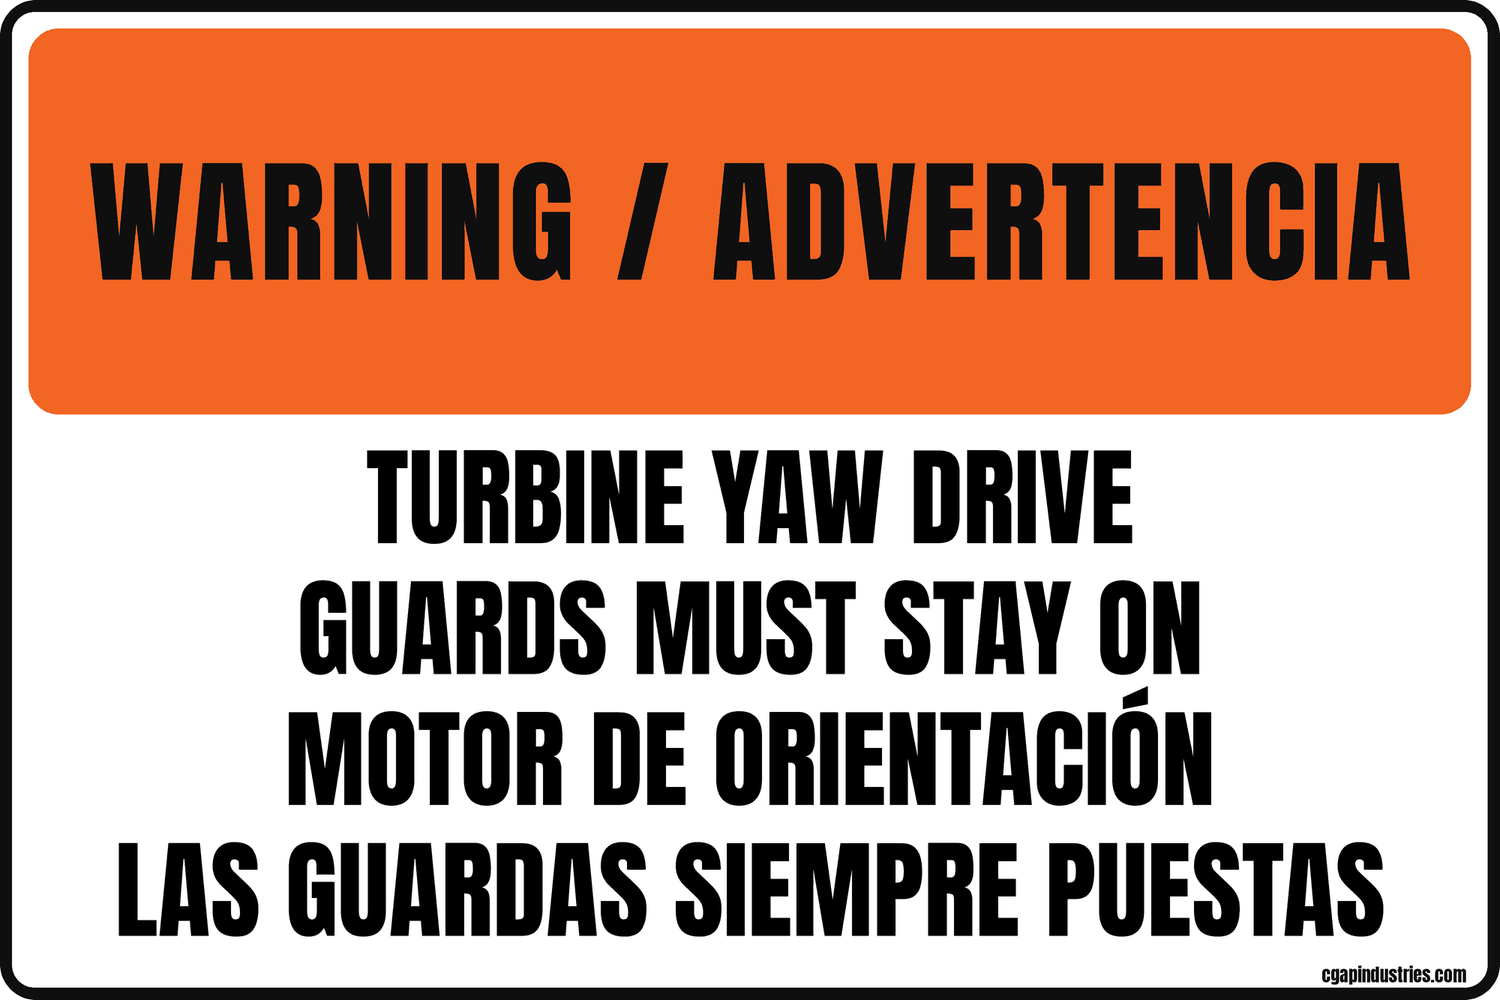 WARNING / ADVERTENCIA
TURBINE YAW DRIVE
GUARDS MUST STAY ON
MOTOR DE ORIENTACIÓN
LAS GUARDAS SIEMPRE PUESTAS
cgapindustries.com